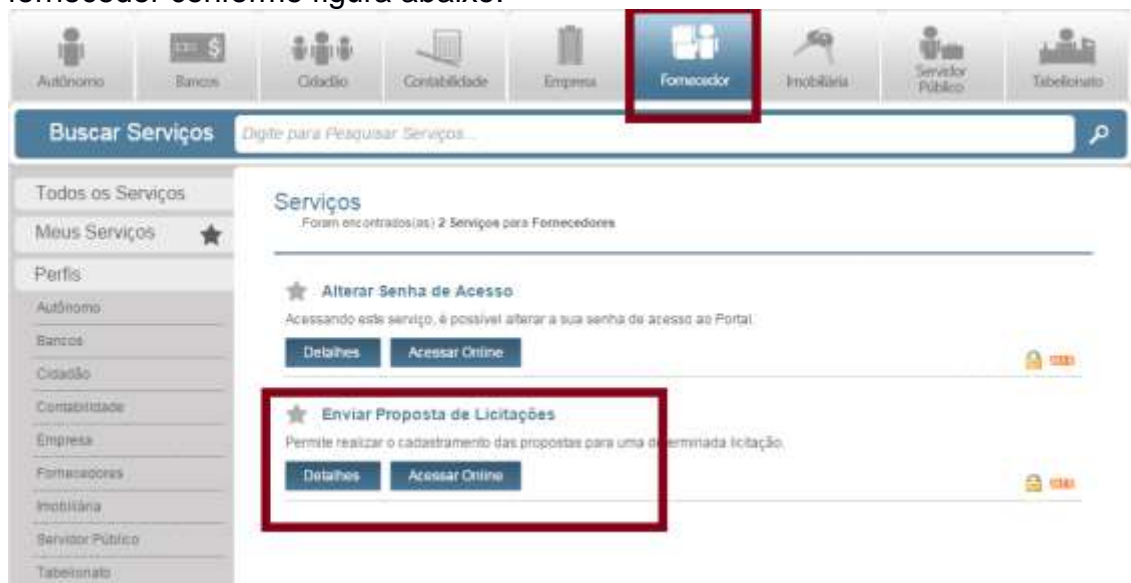 fornecedor conforme figura abaixo.
Autônomo
Bancos
Cidadão
Contabilidade
Empresa
Fornecedor
Imobiliária
Servidor
Público
Tabelionato
Buscar Serviços
Digite para Pesquisar Serviços...
Todos os Serviços
Meus Serviços
Perfis
Autônomo
Bancos
Cidadão
Contabilidade
Empresa
Fornecedores
Imobiliária
Servidor Público
Tabelionato
Serviços
Foram encontrados(as) 2 Serviços para Fornecedores
Alterar Senha de Acesso
Acessando este serviço, é possível alterar a sua senha de acesso ao Portal.
Detalhes Acessar Online
Enviar Proposta de Licitações
Permite realizar o cadastramento das propostas para uma determinada licitação.
Detalhes Acessar Online